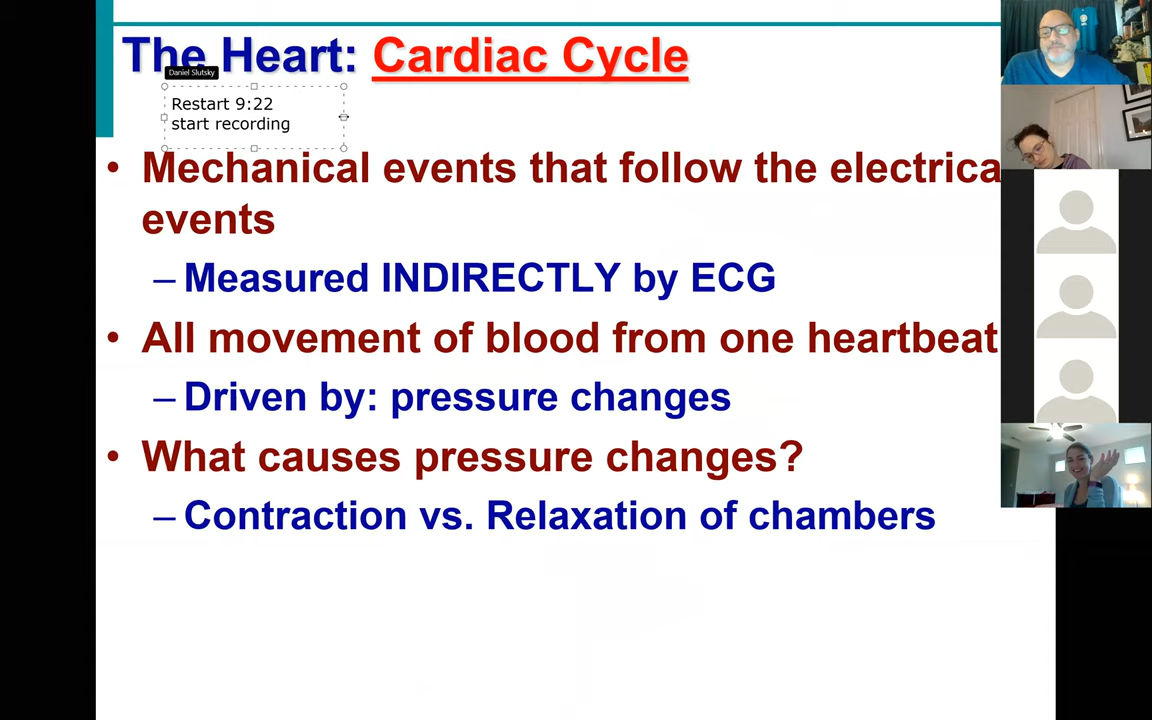 The Heart: Cardiac Cycle
Daniel Slutsky
Restart 9:22
start recording
• Mechanical events that follow the electrica
events
– Measured INDIRECTLY by ECG
• All movement of blood from one heartbeat
– Driven by: pressure changes
• What causes pressure changes?
– Contraction vs. Relaxation of chambers